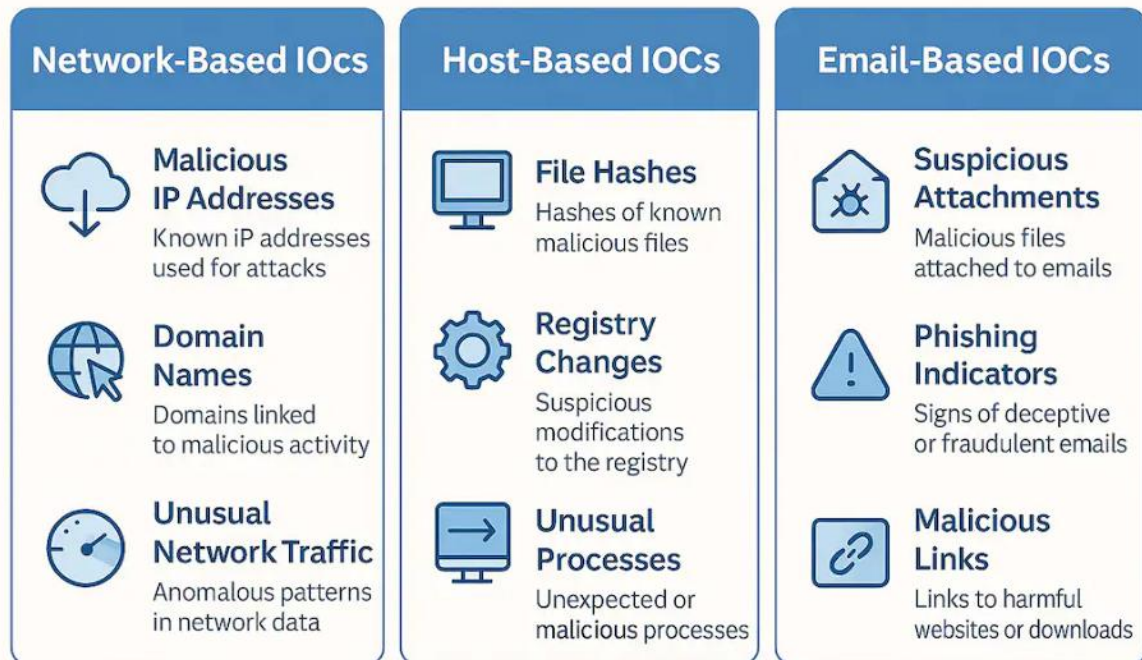 Network-Based IOcs
Malicious
IP Addresses
Known iP addresses
used for attacks
Domain
Names
Domains linked
to malicious activity
Unusual
Network Traffic
Anomalous patterns
in network data
Host-Based IOCs
File Hashes
Hashes of known
malicious files
Registry
Changes
Suspicious
modifications
to the registry
Unusual
Processes
Unexpected or
malicious processes
Email-Based IOCs
Suspicious
Attachments
Malicious files
attached to emails
Phishing
Indicators
Signs of deceptive
or fraudulent emails
Malicious
Links
Links to harmful
websites or downloads